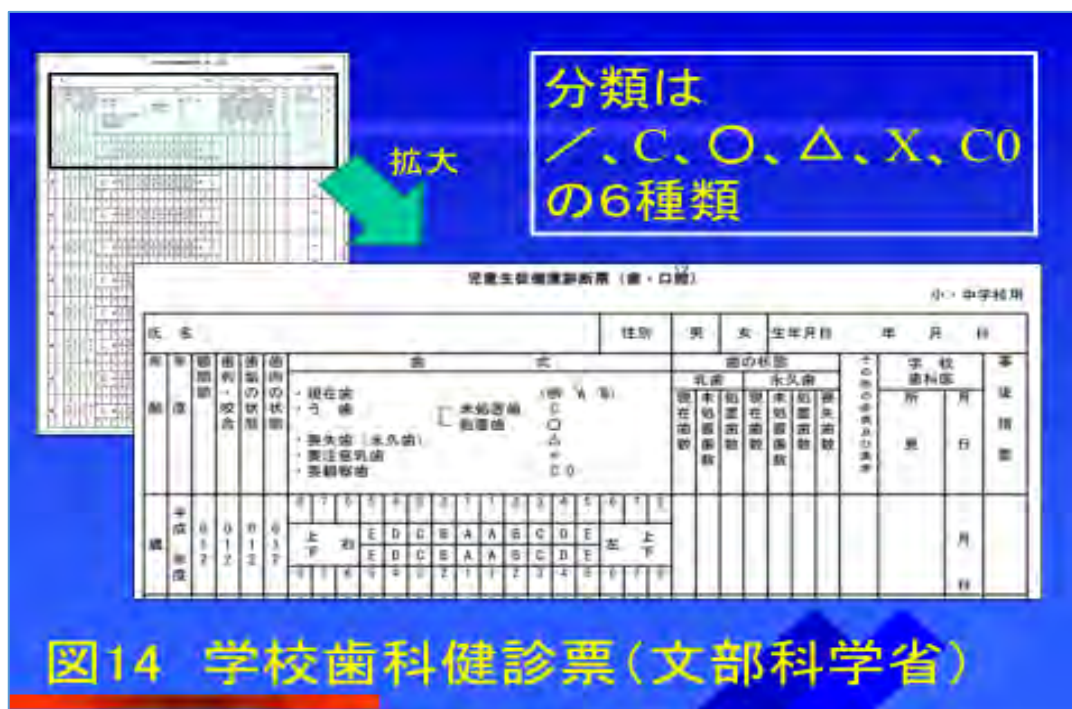 分類は
／、C、〇、△、X、C0
の6種類
拡大
児童生徒健康診断票（歯・口腔）
小・中学校用
氏 名 性別 男 女 生年月日 年 月 日
年齢 年度 顎関節 歯列・咬合 歯垢の状態 歯肉の状態 歯式 歯の状態 学校歯科医 事後措置
乳歯 永久歯
現在歯数 未処置歯数 処置歯数 現在歯数 未処置歯数 処置歯数 喪失歯数 所見 月日
・現在歯
・う歯 未処置歯 C
処置歯 〇
・喪失歯（永久歯） △
・要注意乳歯 ×
・要観察歯 C0
8 7 6 5 4 3 2 1 1 2 3 4 5 6 7 8
歳 平成 年度 0 1 2 0 1 2 0 1 2 0 1 2 上 右 E D C B A A B C D E 左 上 月
下 E D C B A A B C D E 下 日
8 7 6 5 4 3 2 1 1 2 3 4 5 6 7 8
図14 学校歯科健診票（文部科学省）